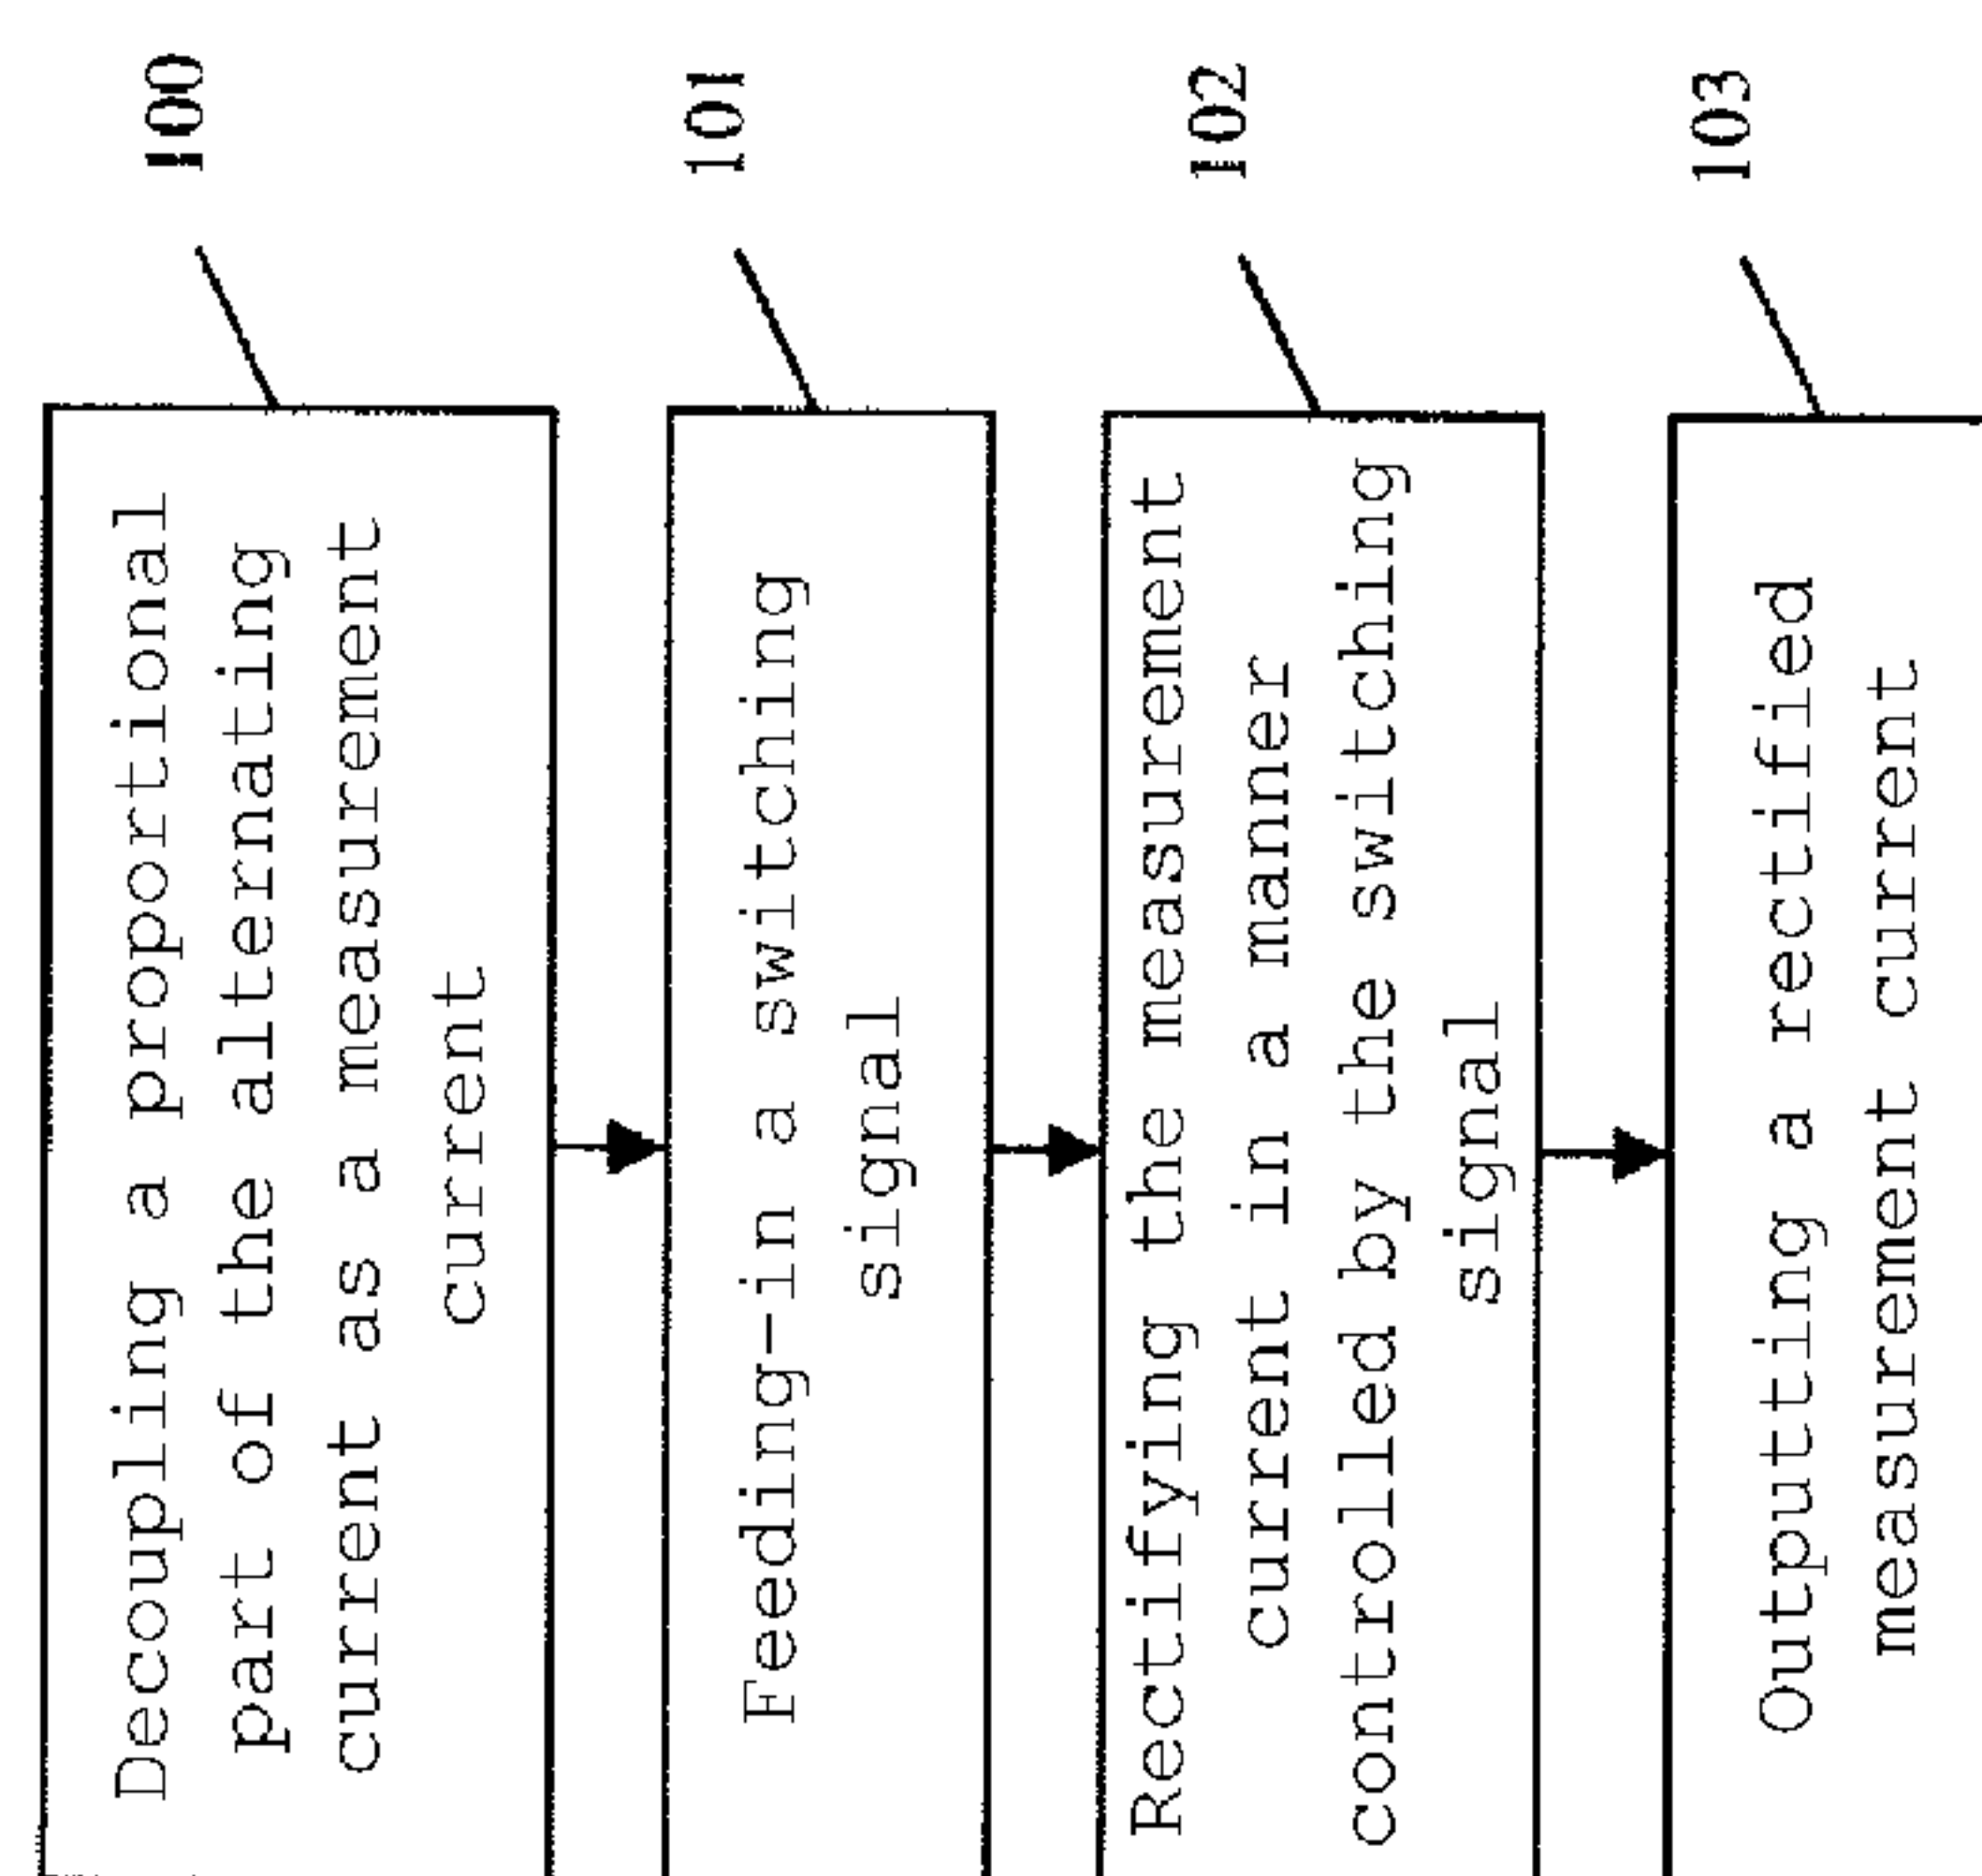 Decoupling a proportional
part of the alternating
current as a measurement
current
100
Feeding-in a switching
signal
101
Rectifying the measurement
current in a manner
controlled by the switching
signal
102
Outputting a rectified
measurement current
103